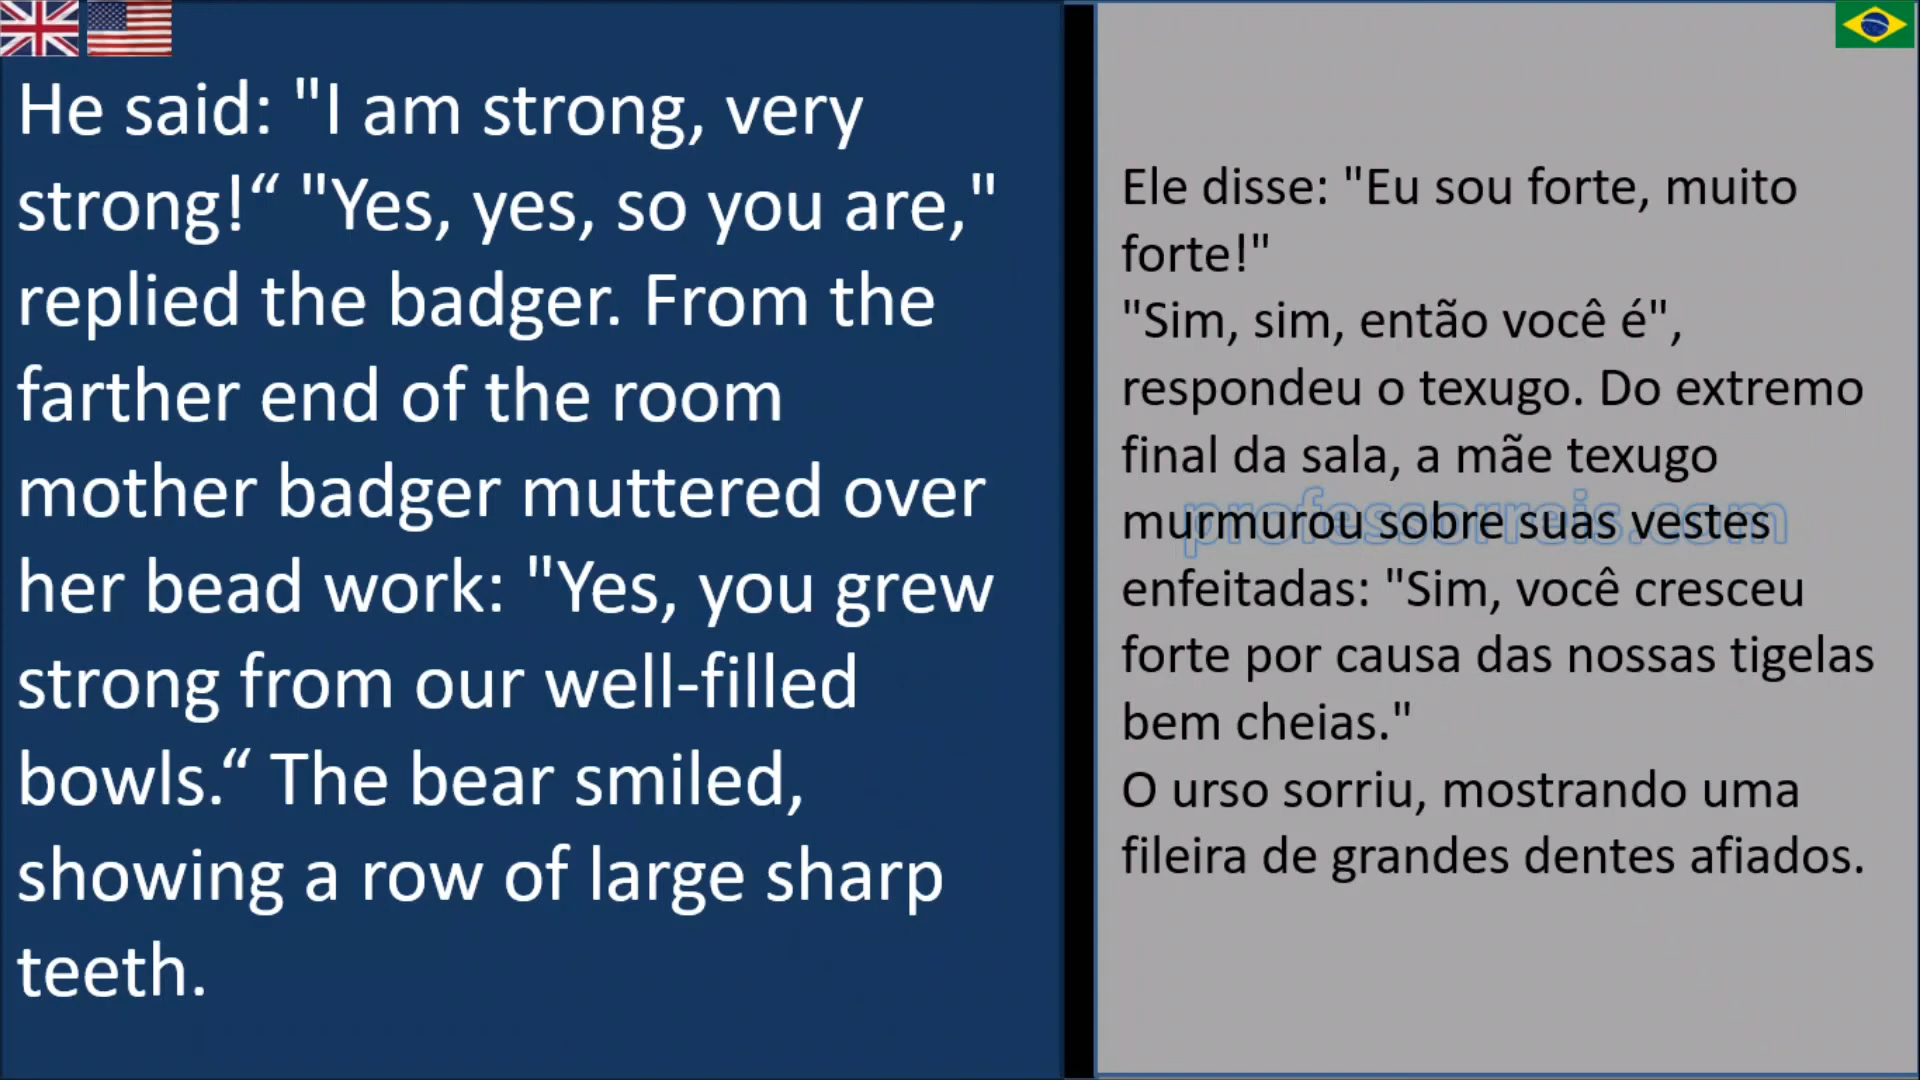 He said: "I am strong, very
strong!“ "Yes, yes, so you are,"
replied the badger. From the
farther end of the room
mother badger muttered over
her bead work: "Yes, you grew
strong from our well-filled
bowls.“ The bear smiled,
showing a row of large sharp
teeth.
Ele disse: "Eu sou forte, muito
forte!"
"Sim, sim, então você é",
respondeu o texugo. Do extremo
final da sala, a mãe texugo
murmurou sobre suas vestes
enfeitadas: "Sim, você cresceu
forte por causa das nossas tigelas
bem cheias."
O urso sorriu, mostrando uma
fileira de grandes dentes afiados.
professorreis.com